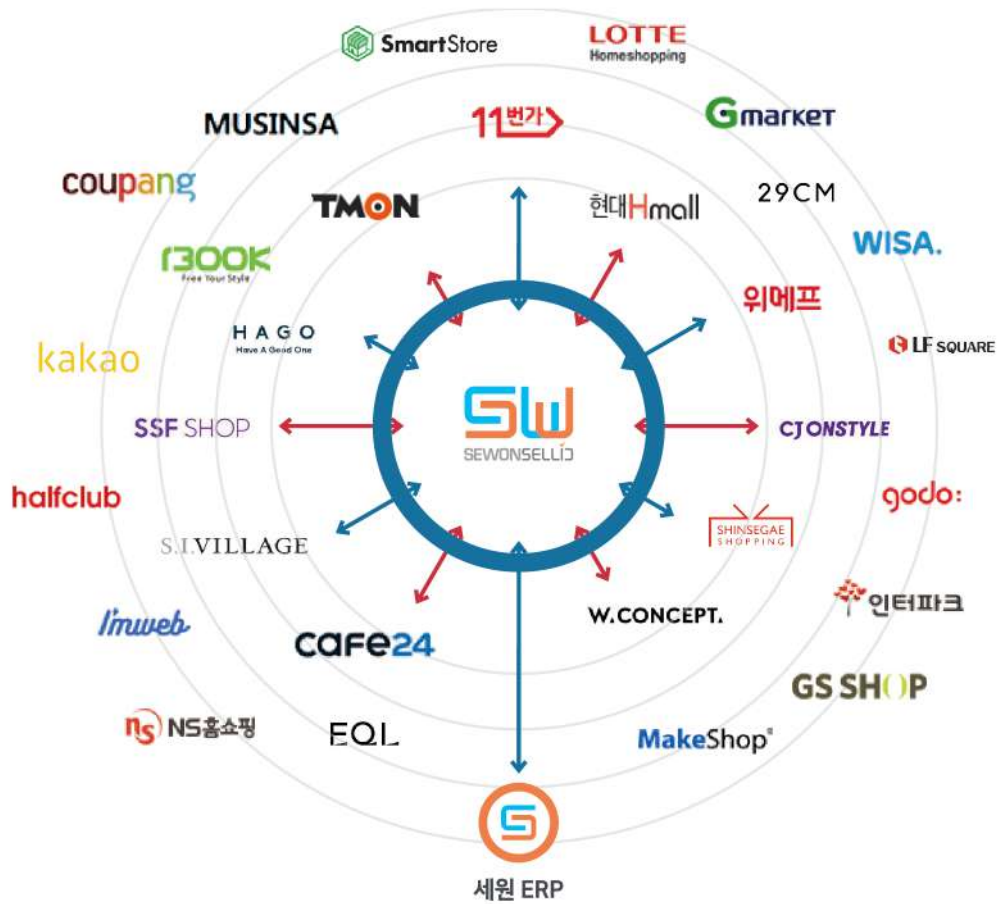 SmartStore
LOTTE
Homeshopping
MUSINSA
11번가
Gmarket
coupang
TMON
현대Hmall
29CM
WISA.
Free Your Style
위메프
HAGO
Have A Good One
kakao
LF SQUARE
SSF SHOP
SW
SEWONSELLIC
CJ ONSTYLE
halfclub
godo:
S.I.VILLAGE
SHINSEGAE
SHOPPING
I'mweb
W.CONCEPT.
인터파크
CAFE24
GS SHOP
ns NS홈쇼핑
EQL
MakeShop®
S
세원 ERP